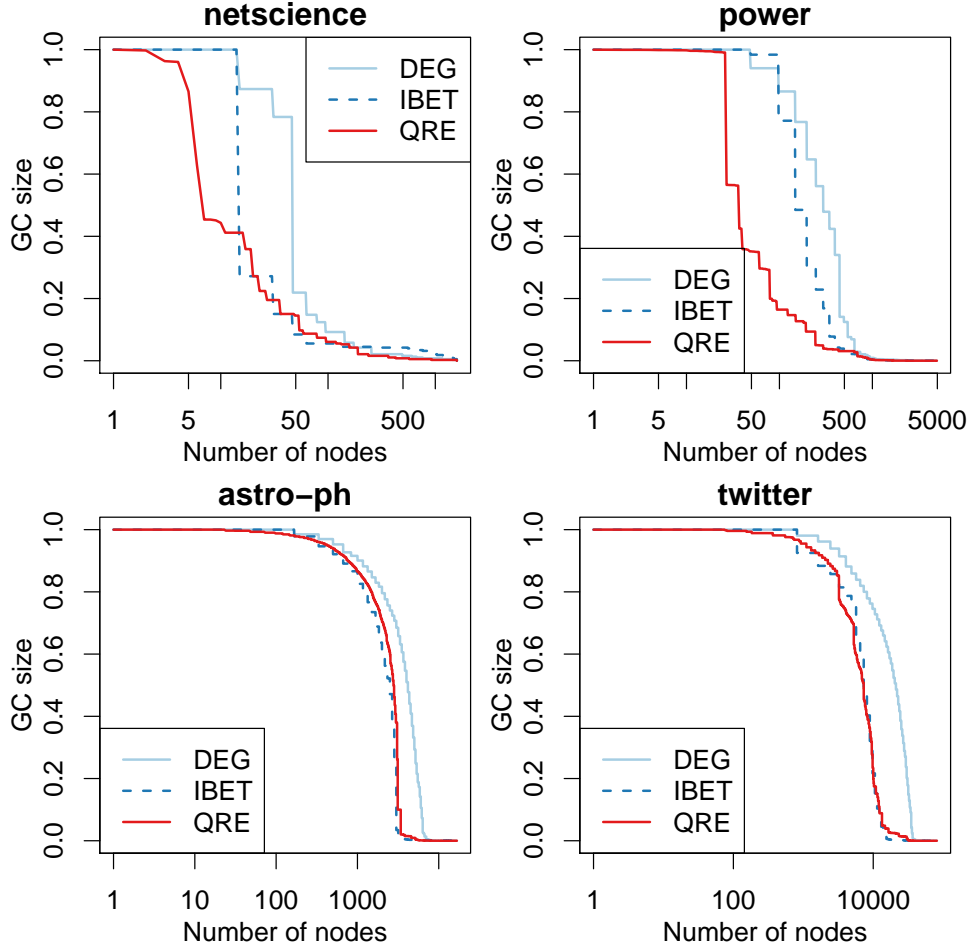 netscience
GC size
0.0 0.2 0.4 0.6 0.8 1.0
DEG
IBET
QRE
1 5 50 500
Number of nodes
power
GC size
0.0 0.2 0.4 0.6 0.8 1.0
DEG
IBET
QRE
1 5 50 500 5000
Number of nodes
astro−ph
GC size
0.0 0.2 0.4 0.6 0.8 1.0
DEG
IBET
QRE
1 10 100 1000
Number of nodes
twitter
GC size
0.0 0.2 0.4 0.6 0.8 1.0
DEG
IBET
QRE
1 100 10000
Number of nodes